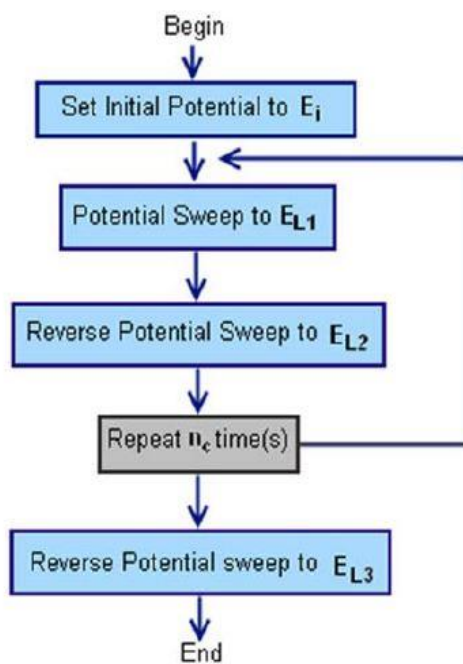 Begin
Set Initial Potential to Ei
Potential Sweep to EL1
Reverse Potential Sweep to EL2
Repeat nc time(s)
Reverse Potential sweep to EL3
End